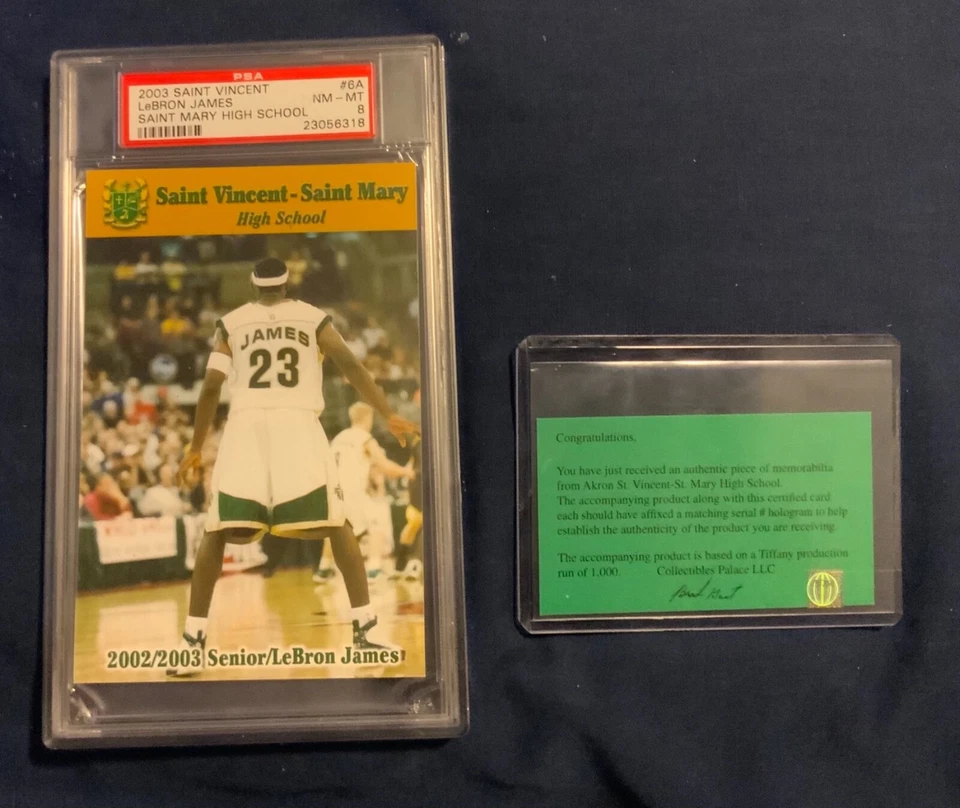 PSA
2003 SAINT VINCENT #6A
LeBRON JAMES NM - MT
SAINT MARY HIGH SCHOOL 8
23056318
Saint Vincent - Saint Mary
High School
JAMES
23
2002/2003 Senior/LeBron James
Congratulations,
You have just received an authentic piece of memorabilia
from Akron St. Vincent-St. Mary High School.
The accompanying product along with this certified card
each should have affixed a matching serial # hologram to help
establish the authenticity of the product you are receiving.
The accompanying product is based on a Tiffany production
run of 1,000. Collectibles Palace LLC